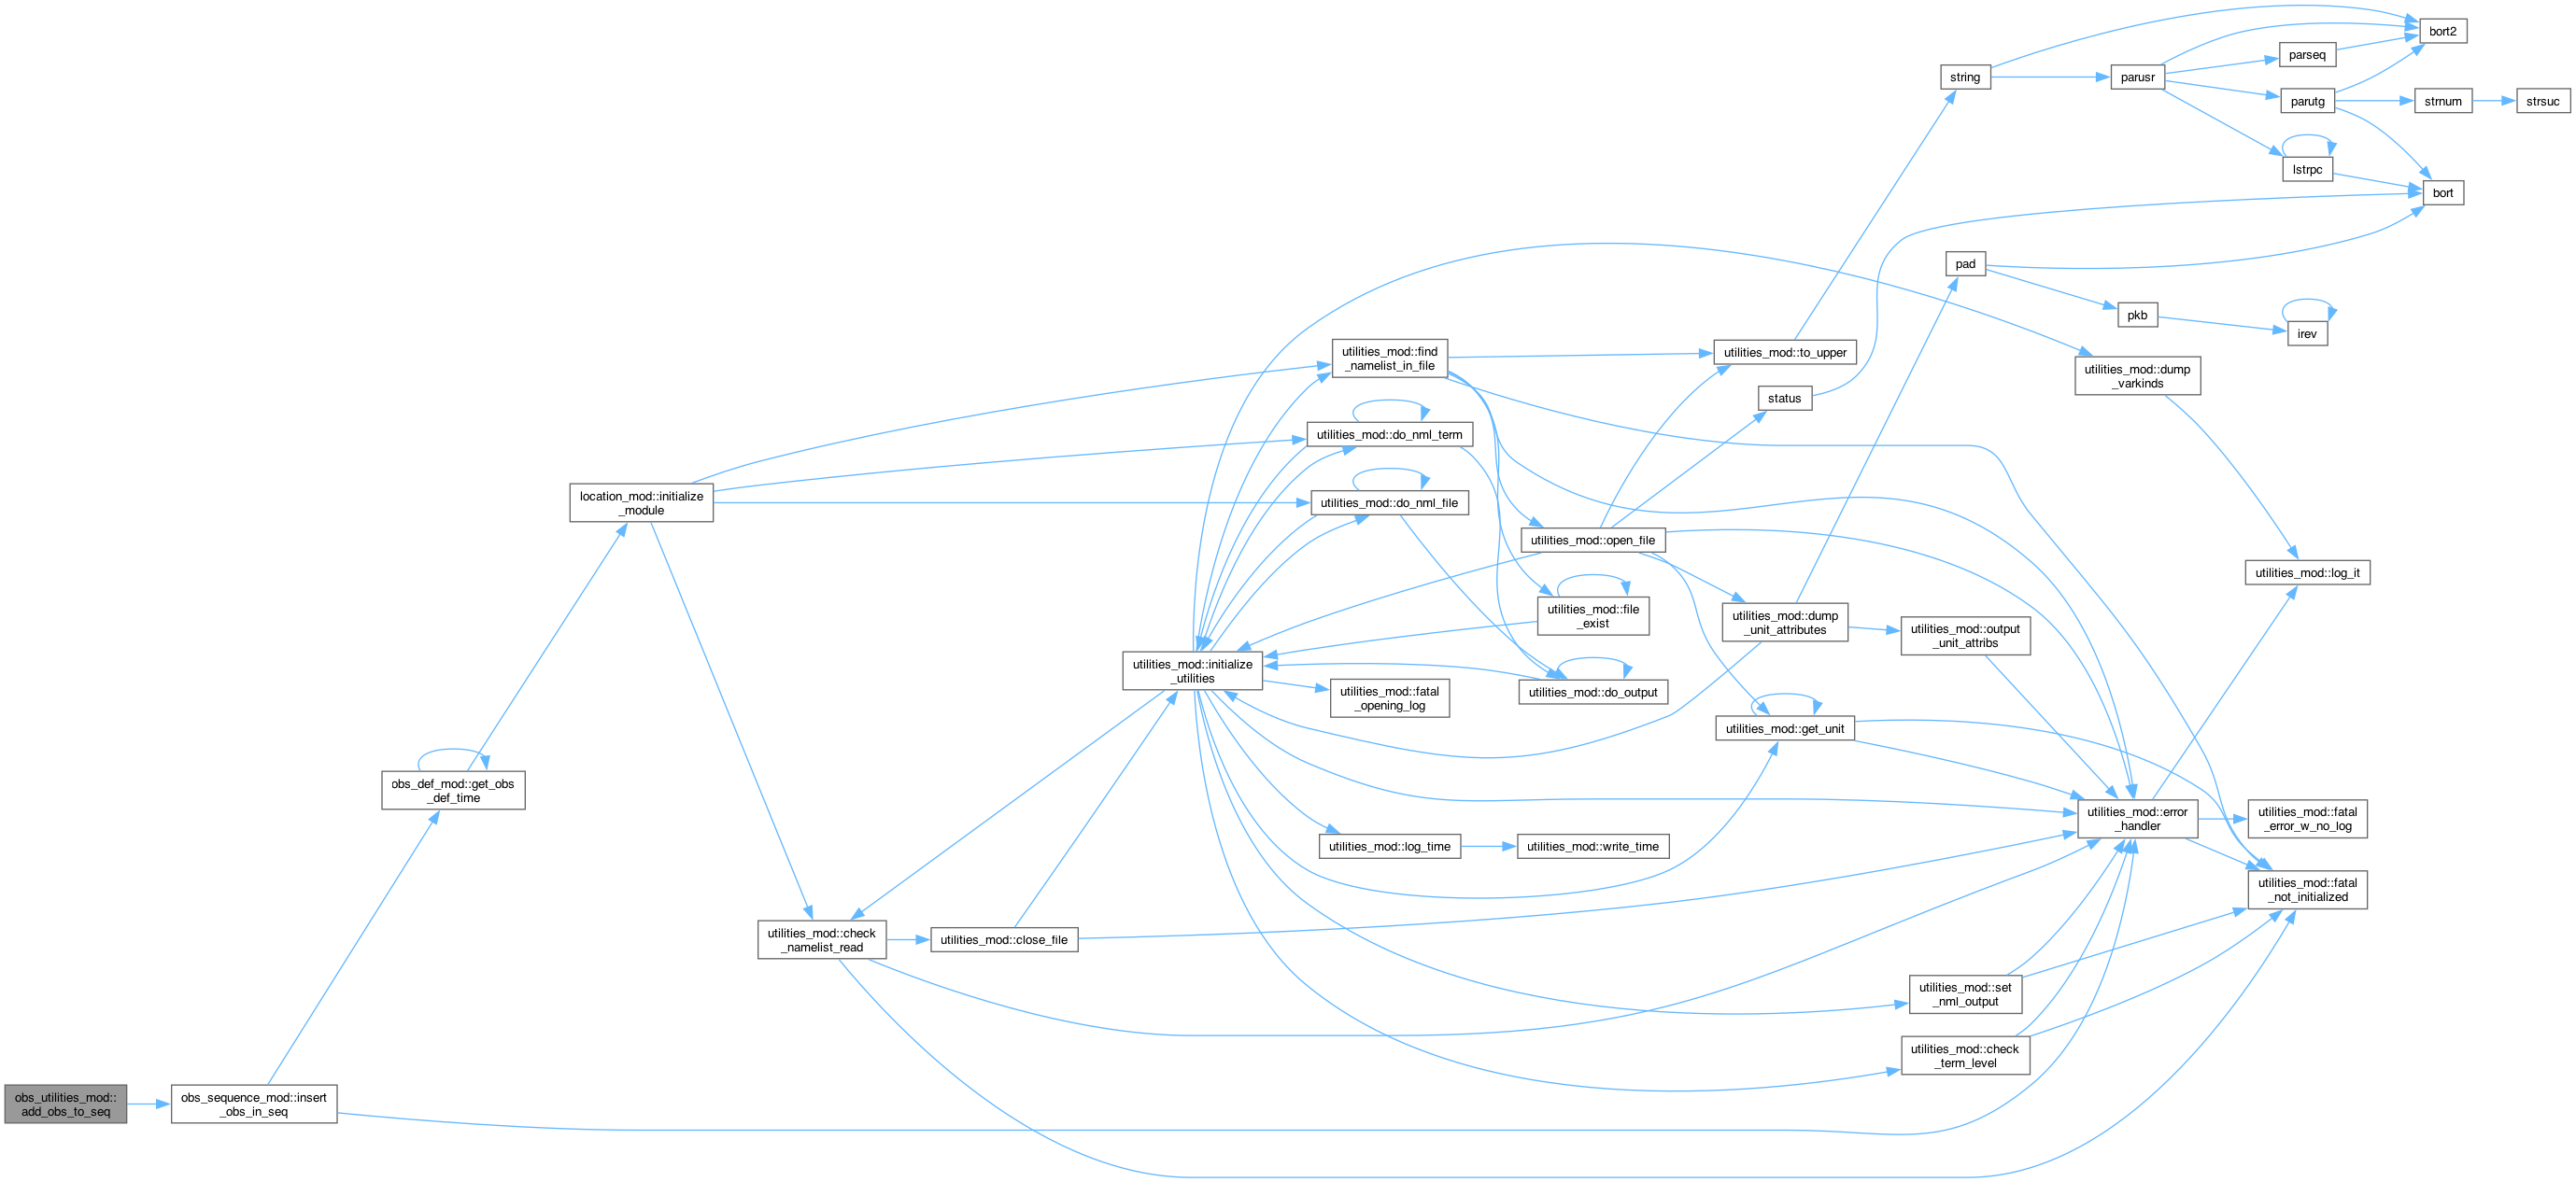 obs_utilities_mod::
add_obs_to_seq
obs_sequence_mod::insert
_obs_in_seq
obs_def_mod::get_obs
_def_time
location_mod::initialize
_module
utilities_mod::check
_namelist_read
utilities_mod::close_file
utilities_mod::initialize
_utilities
utilities_mod::find
_namelist_in_file
utilities_mod::do_nml_term
utilities_mod::do_nml_file
utilities_mod::fatal
_opening_log
utilities_mod::log_time
utilities_mod::open_file
utilities_mod::file
_exist
utilities_mod::do_output
utilities_mod::write_time
utilities_mod::to_upper
status
utilities_mod::dump
_unit_attributes
utilities_mod::get_unit
string
pad
utilities_mod::output
_unit_attribs
utilities_mod::set
_nml_output
utilities_mod::check
_term_level
parusr
pkb
utilities_mod::dump
_varkinds
utilities_mod::error
_handler
parseq
parutg
lstrpc
irev
utilities_mod::log_it
utilities_mod::fatal
_error_w_no_log
utilities_mod::fatal
_not_initialized
bort2
strnum
bort
strsuc